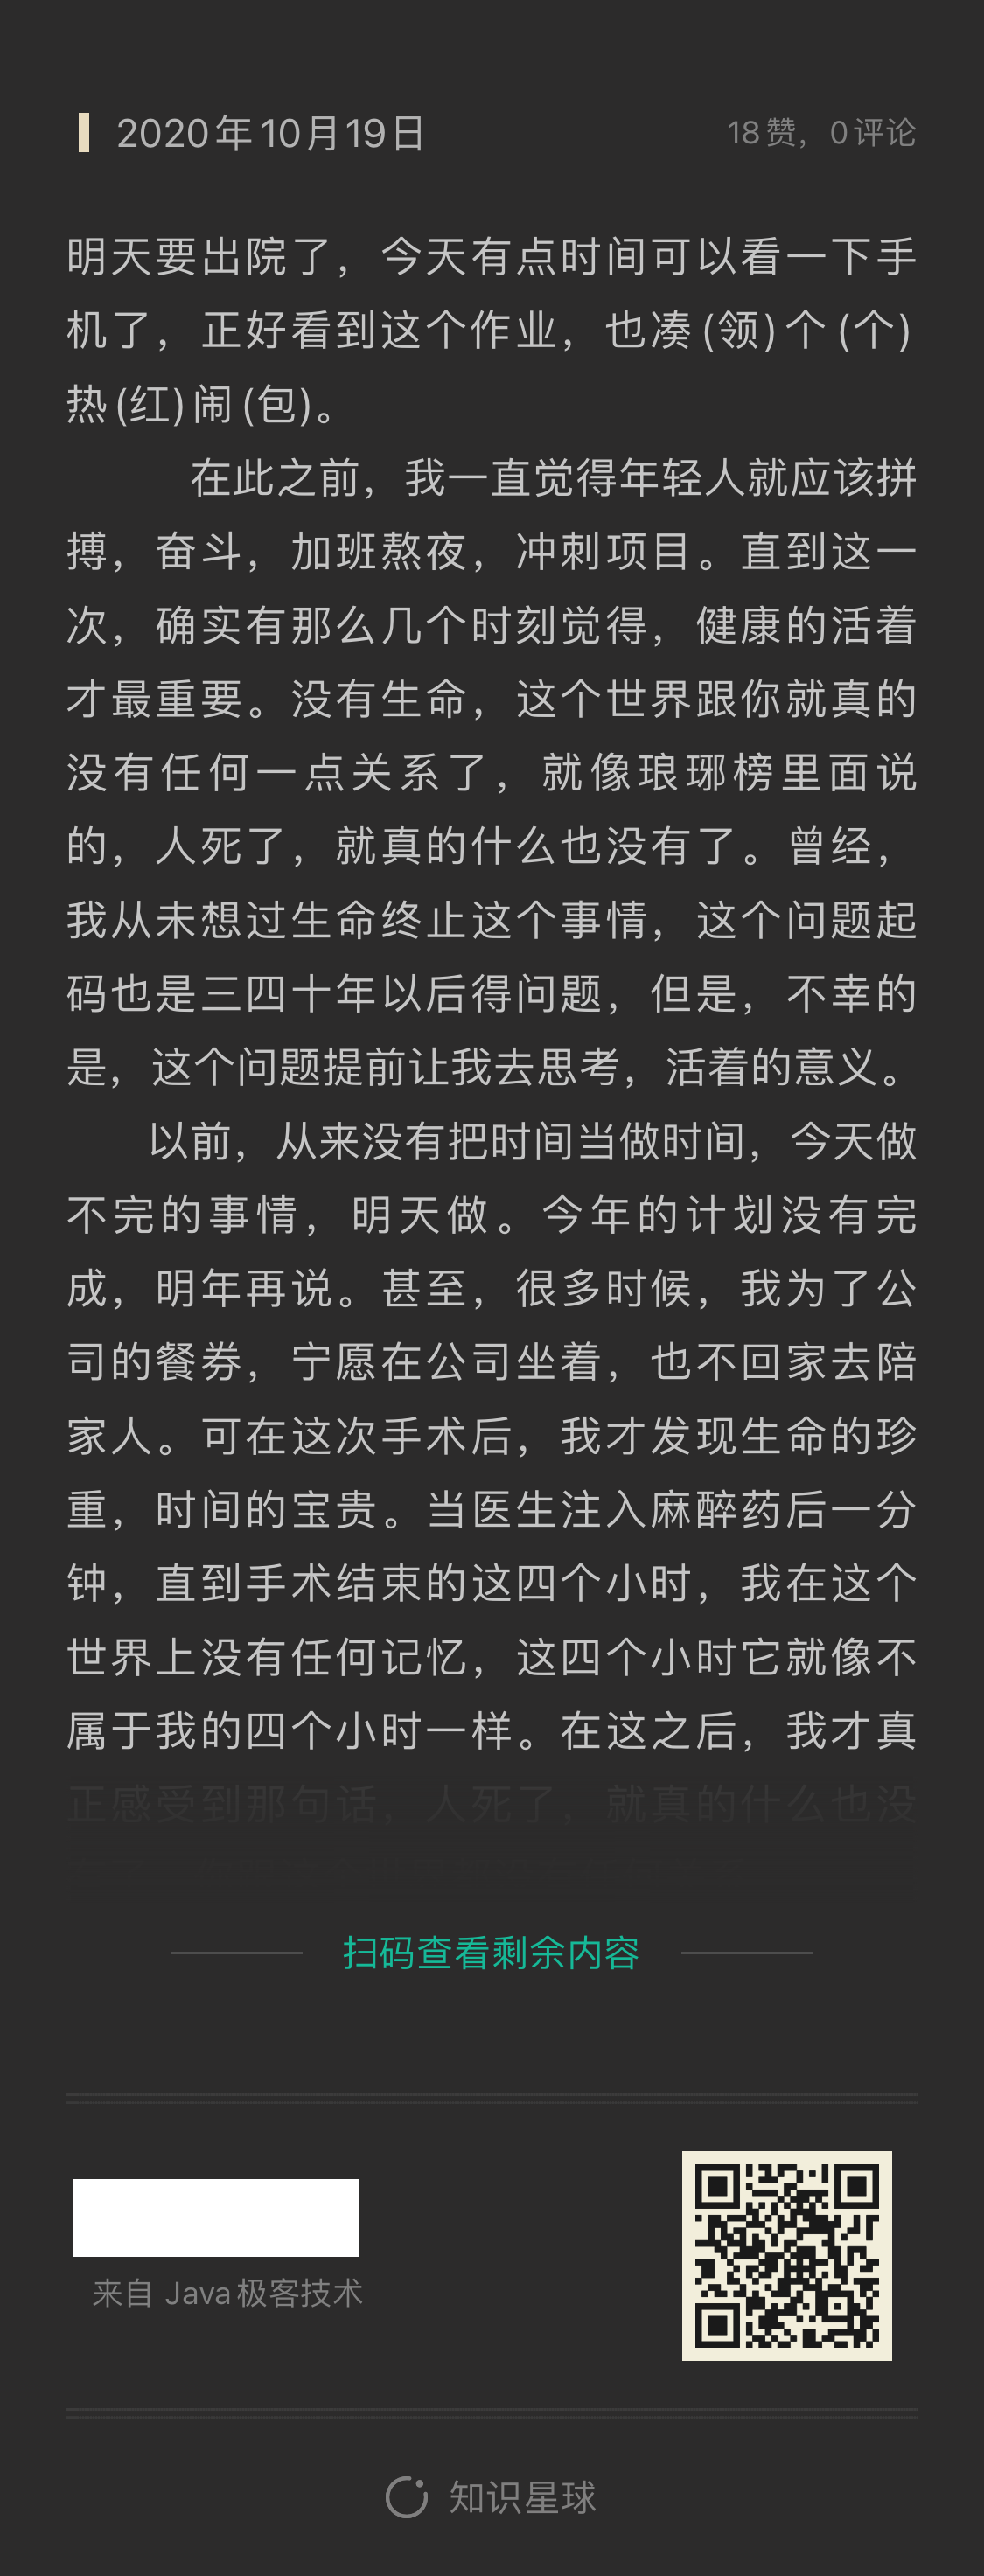 2020年10月19日
18赞，0评论
明天要出院了，今天有点时间可以看一下手
机了，正好看到这个作业，也凑(领)个(个)
热(红)闹(包)。
在此之前，我一直觉得年轻人就应该拼
搏，奋斗，加班熬夜，冲刺项目。直到这一
次，确实有那么几个时刻觉得，健康的活着
才最重要。没有生命，这个世界跟你就真的
没有任何一点关系了，就像琅琊榜里面说
的，人死了，就真的什么也没有了。曾经，
我从未想过生命终止这个事情，这个问题起
码也是三四十年以后得问题，但是，不幸的
是，这个问题提前让我去思考，活着的意义。
以前，从来没有把时间当做时间，今天做
不完的事情，明天做。今年的计划没有完
成，明年再说。甚至，很多时候，我为了公
司的餐券，宁愿在公司坐着，也不回家去陪
家人。可在这次手术后，我才发现生命的珍
重，时间的宝贵。当医生注入麻醉药后一分
钟，直到手术结束的这四个小时，我在这个
世界上没有任何记忆，这四个小时它就像不
属于我的四个小时一样。在这之后，我才真
正感受到那句话，人死了，就真的什么也没
扫码查看剩余内容
来自 Java极客技术
知识星球